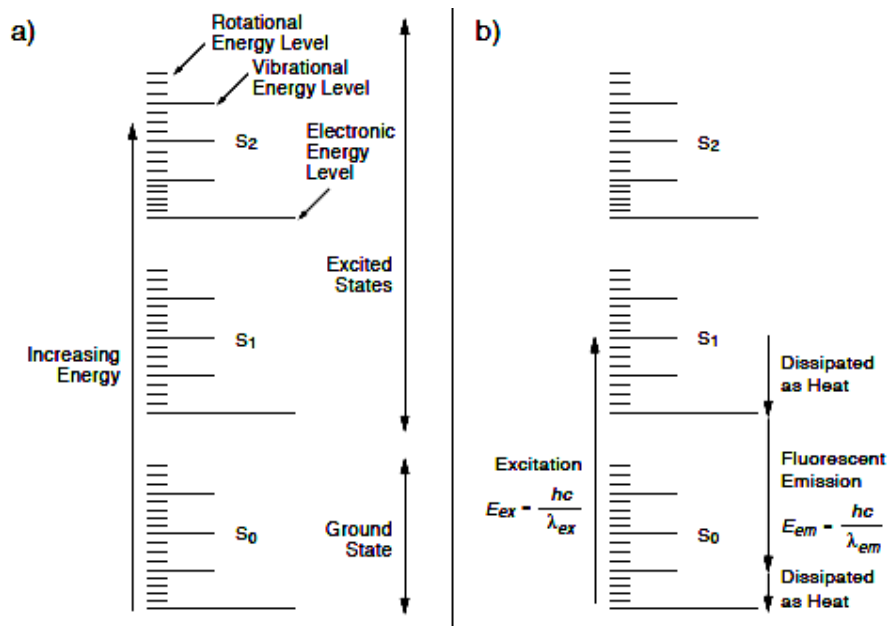 a)
Rotational
Energy Level
Vibrational
Energy Level
S2
Electronic
Energy
Level
Excited
States
S1
Increasing
Energy
S0
Ground
State
b)
S2
S1
Dissipated
as Heat
Excitation
Eex = hc / λex
Fluorescent
Emission
Eem = hc / λem
S0
Dissipated
as Heat